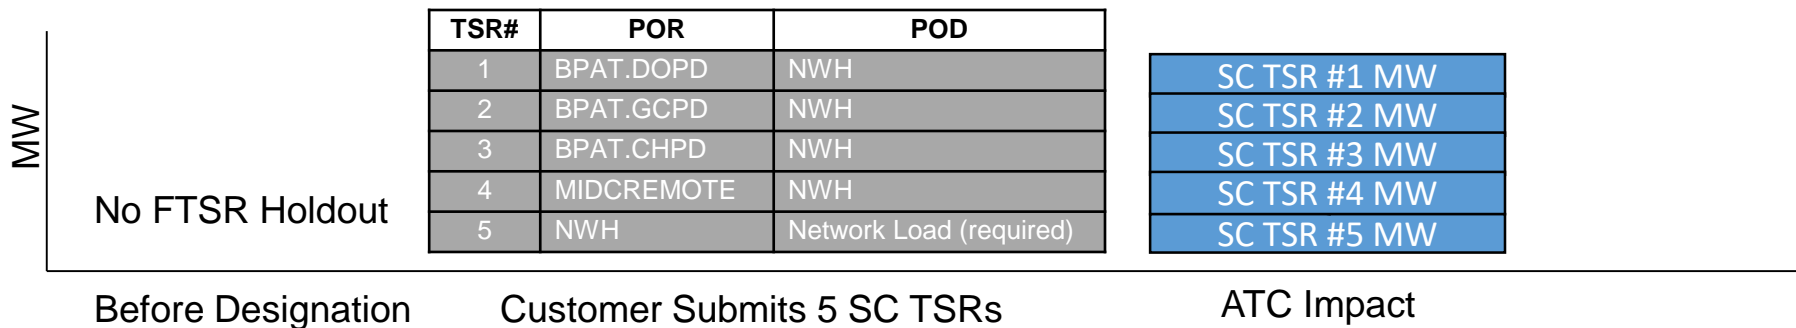 TSR# POR POD
1 BPAT.DOPD NWH
2 BPAT.GCPD NWH
3 BPAT.CHPD NWH
4 MIDCREMOTE NWH
5 NWH Network Load (required)
SC TSR #1 MW
SC TSR #2 MW
SC TSR #3 MW
SC TSR #4 MW
SC TSR #5 MW
MW
No FTSR Holdout
Before Designation
Customer Submits 5 SC TSRs
ATC Impact